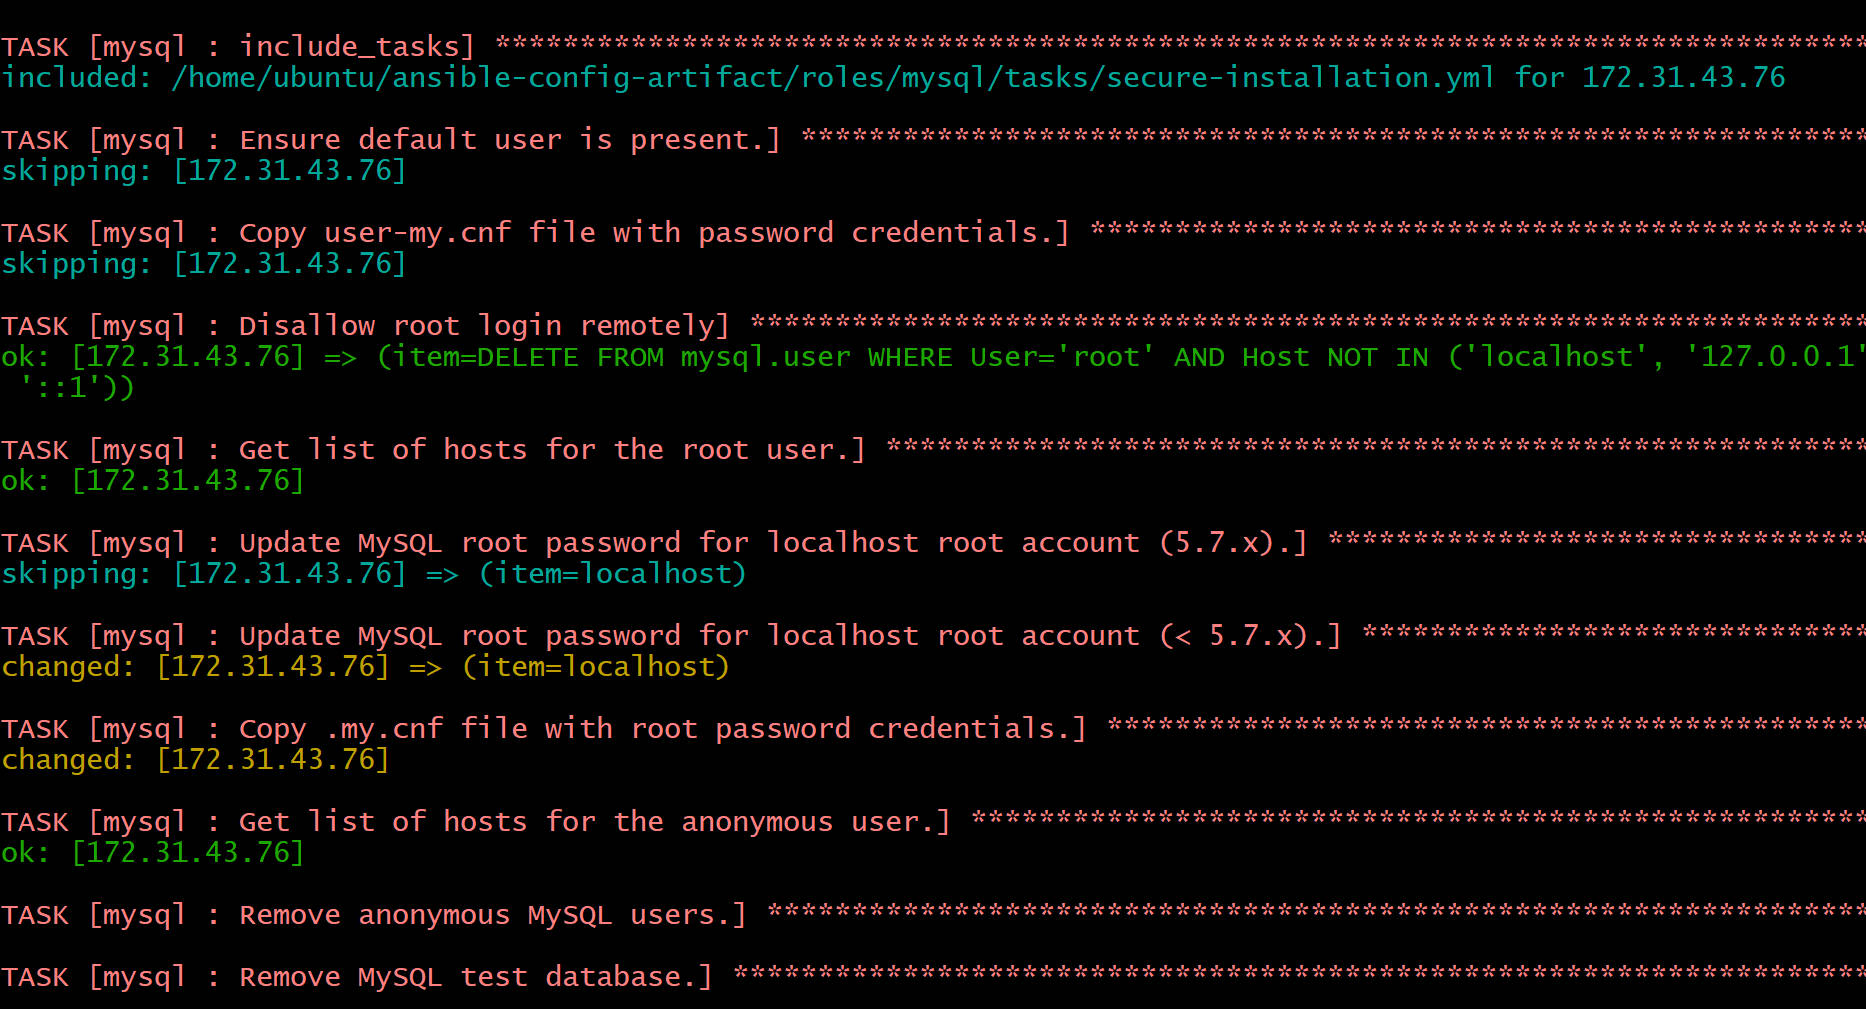 TASK [mysql : include_tasks] *********************************************************************************
included: /home/ubuntu/ansible-config-artifact/roles/mysql/tasks/secure-installation.yml for 172.31.43.76
TASK [mysql : Ensure default user is present.] ***************************************************************
skipping: [172.31.43.76]
TASK [mysql : Copy user-my.cnf file with password credentials.] **********************************************
skipping: [172.31.43.76]
TASK [mysql : Disallow root login remotely] ******************************************************************
ok: [172.31.43.76] => (item=DELETE FROM mysql.user WHERE User='root' AND Host NOT IN ('localhost', '127.0.0.1'
'::1'))
TASK [mysql : Get list of hosts for the root user.] **********************************************************
ok: [172.31.43.76]
TASK [mysql : Update MySQL root password for localhost root account (5.7.x).] ********************************
skipping: [172.31.43.76] => (item=localhost)
TASK [mysql : Update MySQL root password for localhost root account (< 5.7.x).] ******************************
changed: [172.31.43.76] => (item=localhost)
TASK [mysql : Copy .my.cnf file with root password credentials.] *********************************************
changed: [172.31.43.76]
TASK [mysql : Get list of hosts for the anonymous user.] *****************************************************
ok: [172.31.43.76]
TASK [mysql : Remove anonymous MySQL users.] *****************************************************************
TASK [mysql : Remove MySQL test database.] *******************************************************************